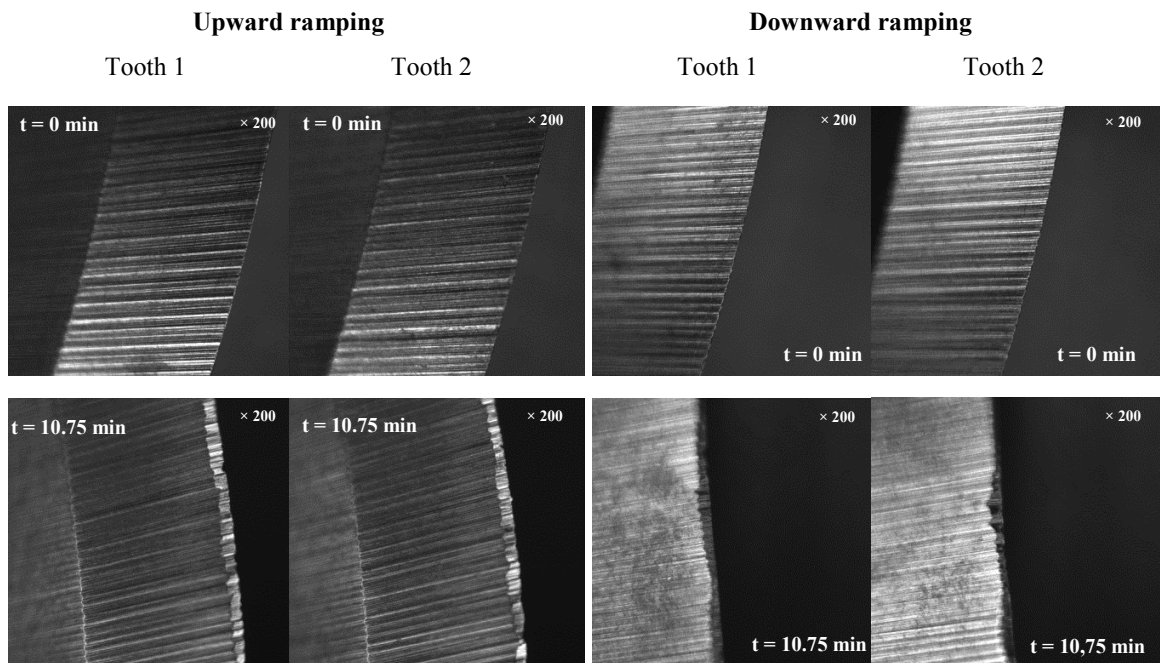 Upward ramping
Downward ramping
Tooth 1
Tooth 2
Tooth 1
Tooth 2
t = 0 min
× 200
t = 0 min
× 200
× 200
t = 0 min
× 200
t = 0 min
t = 10.75 min
× 200
t = 10.75 min
× 200
× 200
t = 10.75 min
× 200
t = 10,75 min